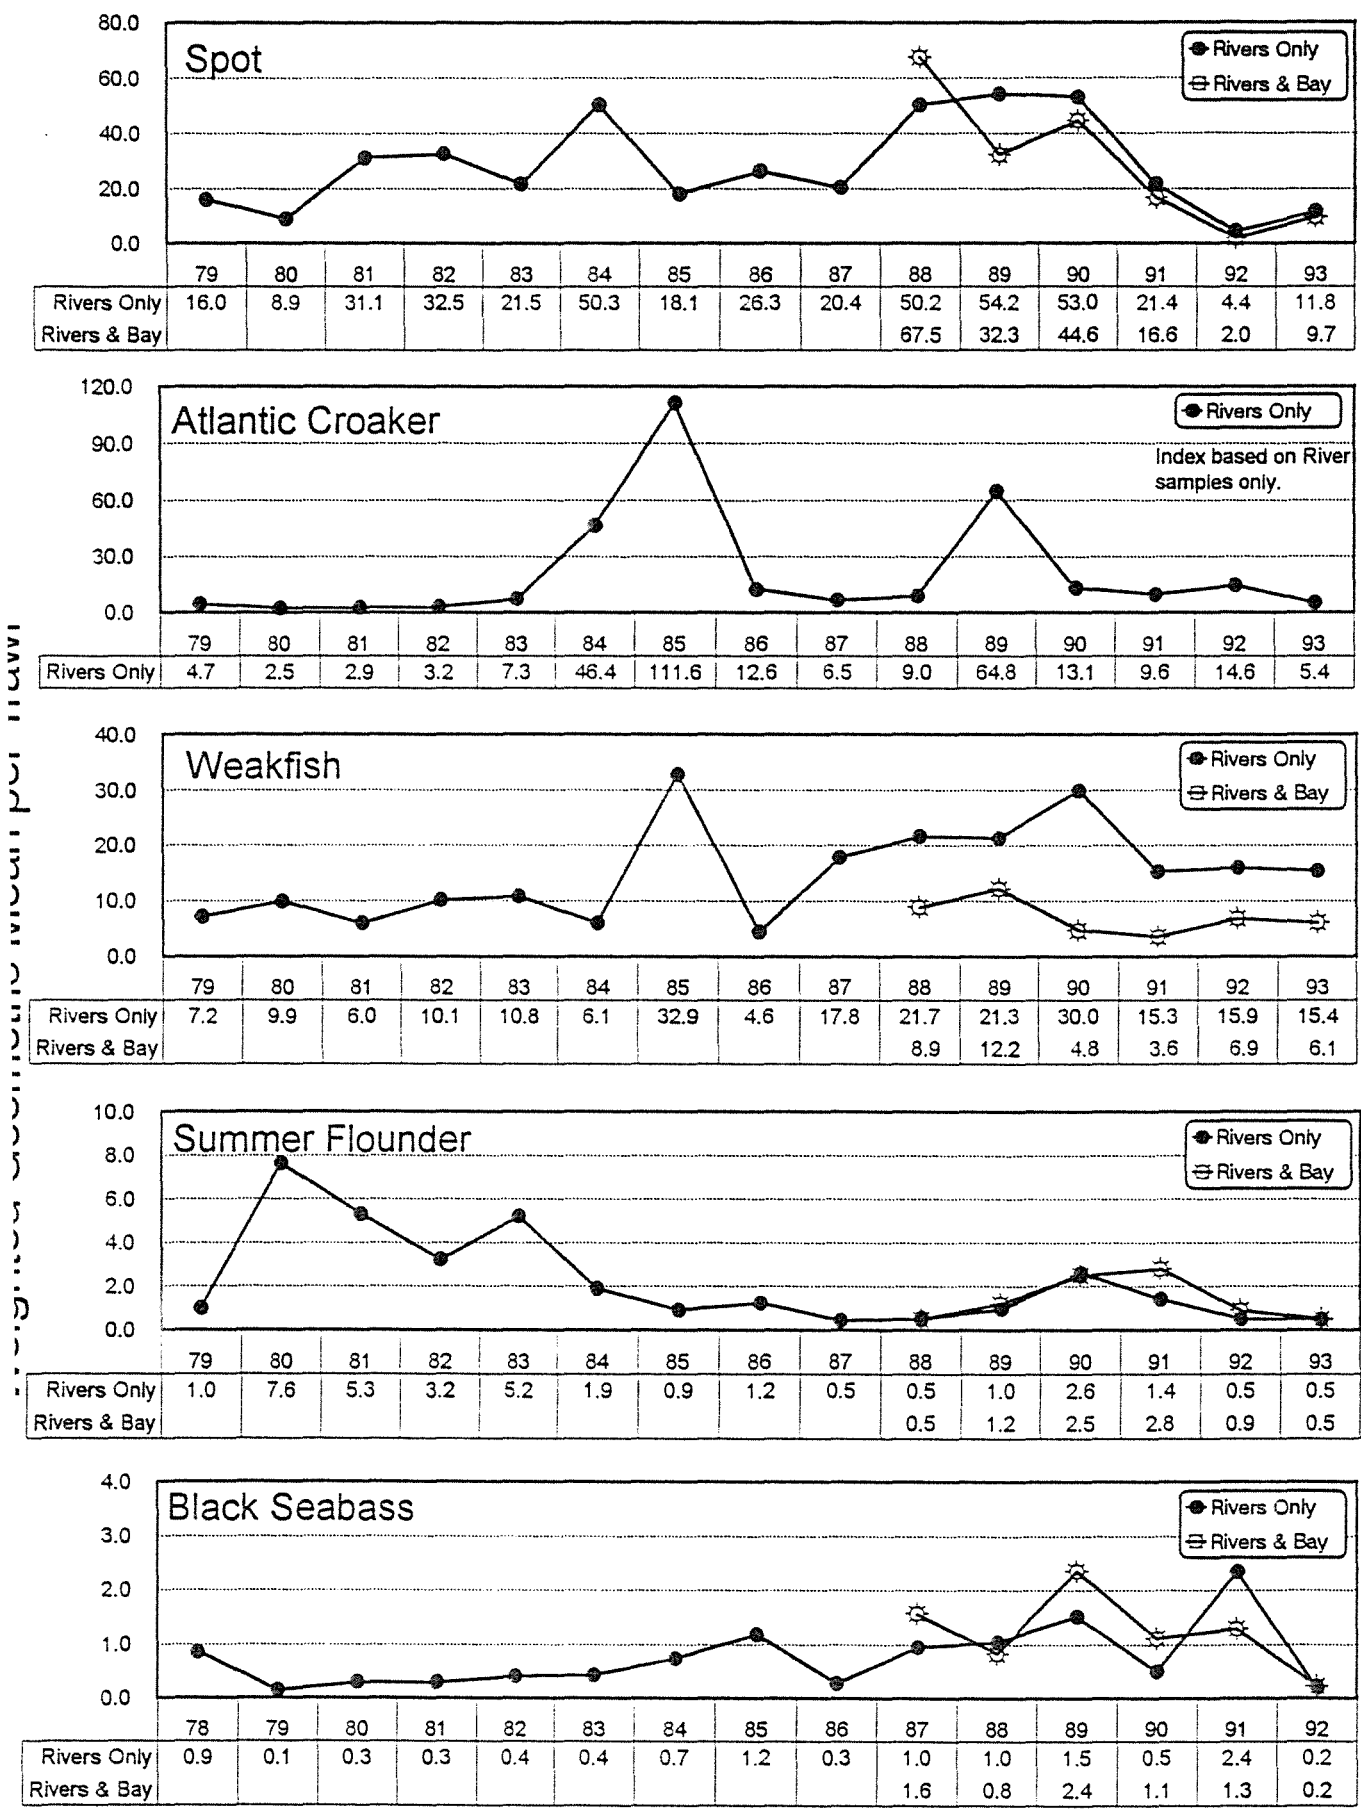 Spot
Rivers Only
Rivers & Bay
80.0
60.0
40.0
20.0
0.0
79 80 81 82 83 84 85 86 87 88 89 90 91 92 93
Rivers Only 16.0 8.9 31.1 32.5 21.5 50.3 18.1 26.3 20.4 50.2 54.2 53.0 21.4 4.4 11.8
Rivers & Bay 67.5 32.3 44.6 16.6 2.0 9.7
Atlantic Croaker
Rivers Only
Index based on River
samples only.
120.0
90.0
60.0
30.0
0.0
79 80 81 82 83 84 85 86 87 88 89 90 91 92 93
Rivers Only 4.7 2.5 2.9 3.2 7.3 46.4 111.6 12.6 6.5 9.0 64.8 13.1 9.6 14.6 5.4
Weakfish
Rivers Only
Rivers & Bay
40.0
30.0
20.0
10.0
0.0
79 80 81 82 83 84 85 86 87 88 89 90 91 92 93
Rivers Only 7.2 9.9 6.0 10.1 10.8 6.1 32.9 4.6 17.8 21.7 21.3 30.0 15.3 15.9 15.4
Rivers & Bay 8.9 12.2 4.8 3.6 6.9 6.1
Summer Flounder
Rivers Only
Rivers & Bay
10.0
8.0
6.0
4.0
2.0
0.0
79 80 81 82 83 84 85 86 87 88 89 90 91 92 93
Rivers Only 1.0 7.6 5.3 3.2 5.2 1.9 0.9 1.2 0.5 0.5 1.0 2.6 1.4 0.5 0.5
Rivers & Bay 0.5 1.2 2.5 2.8 0.9 0.5
Black Seabass
Rivers Only
Rivers & Bay
4.0
3.0
2.0
1.0
0.0
78 79 80 81 82 83 84 85 86 87 88 89 90 91 92
Rivers Only 0.9 0.1 0.3 0.3 0.4 0.4 0.7 1.2 0.3 1.0 1.0 1.5 0.5 2.4 0.2
Rivers & Bay 1.6 0.8 2.4 1.1 1.3 0.2